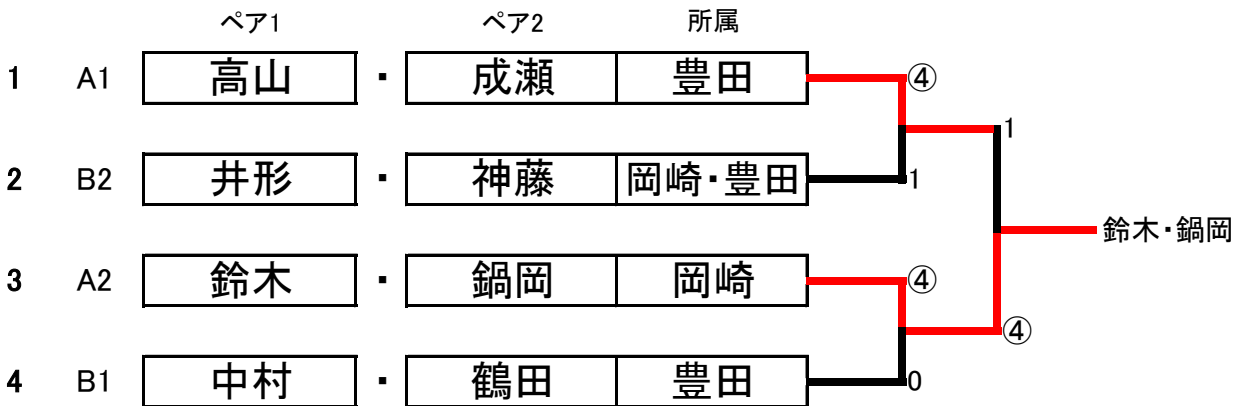 ペア1 ペア2 所属
1 A1 高山 ・ 成瀬 豊田 ④
1
2 B2 井形 ・ 神藤 岡崎・豊田 1
鈴木・鍋岡
3 A2 鈴木 ・ 鍋岡 岡崎 ④
④
4 B1 中村 ・ 鶴田 豊田 0